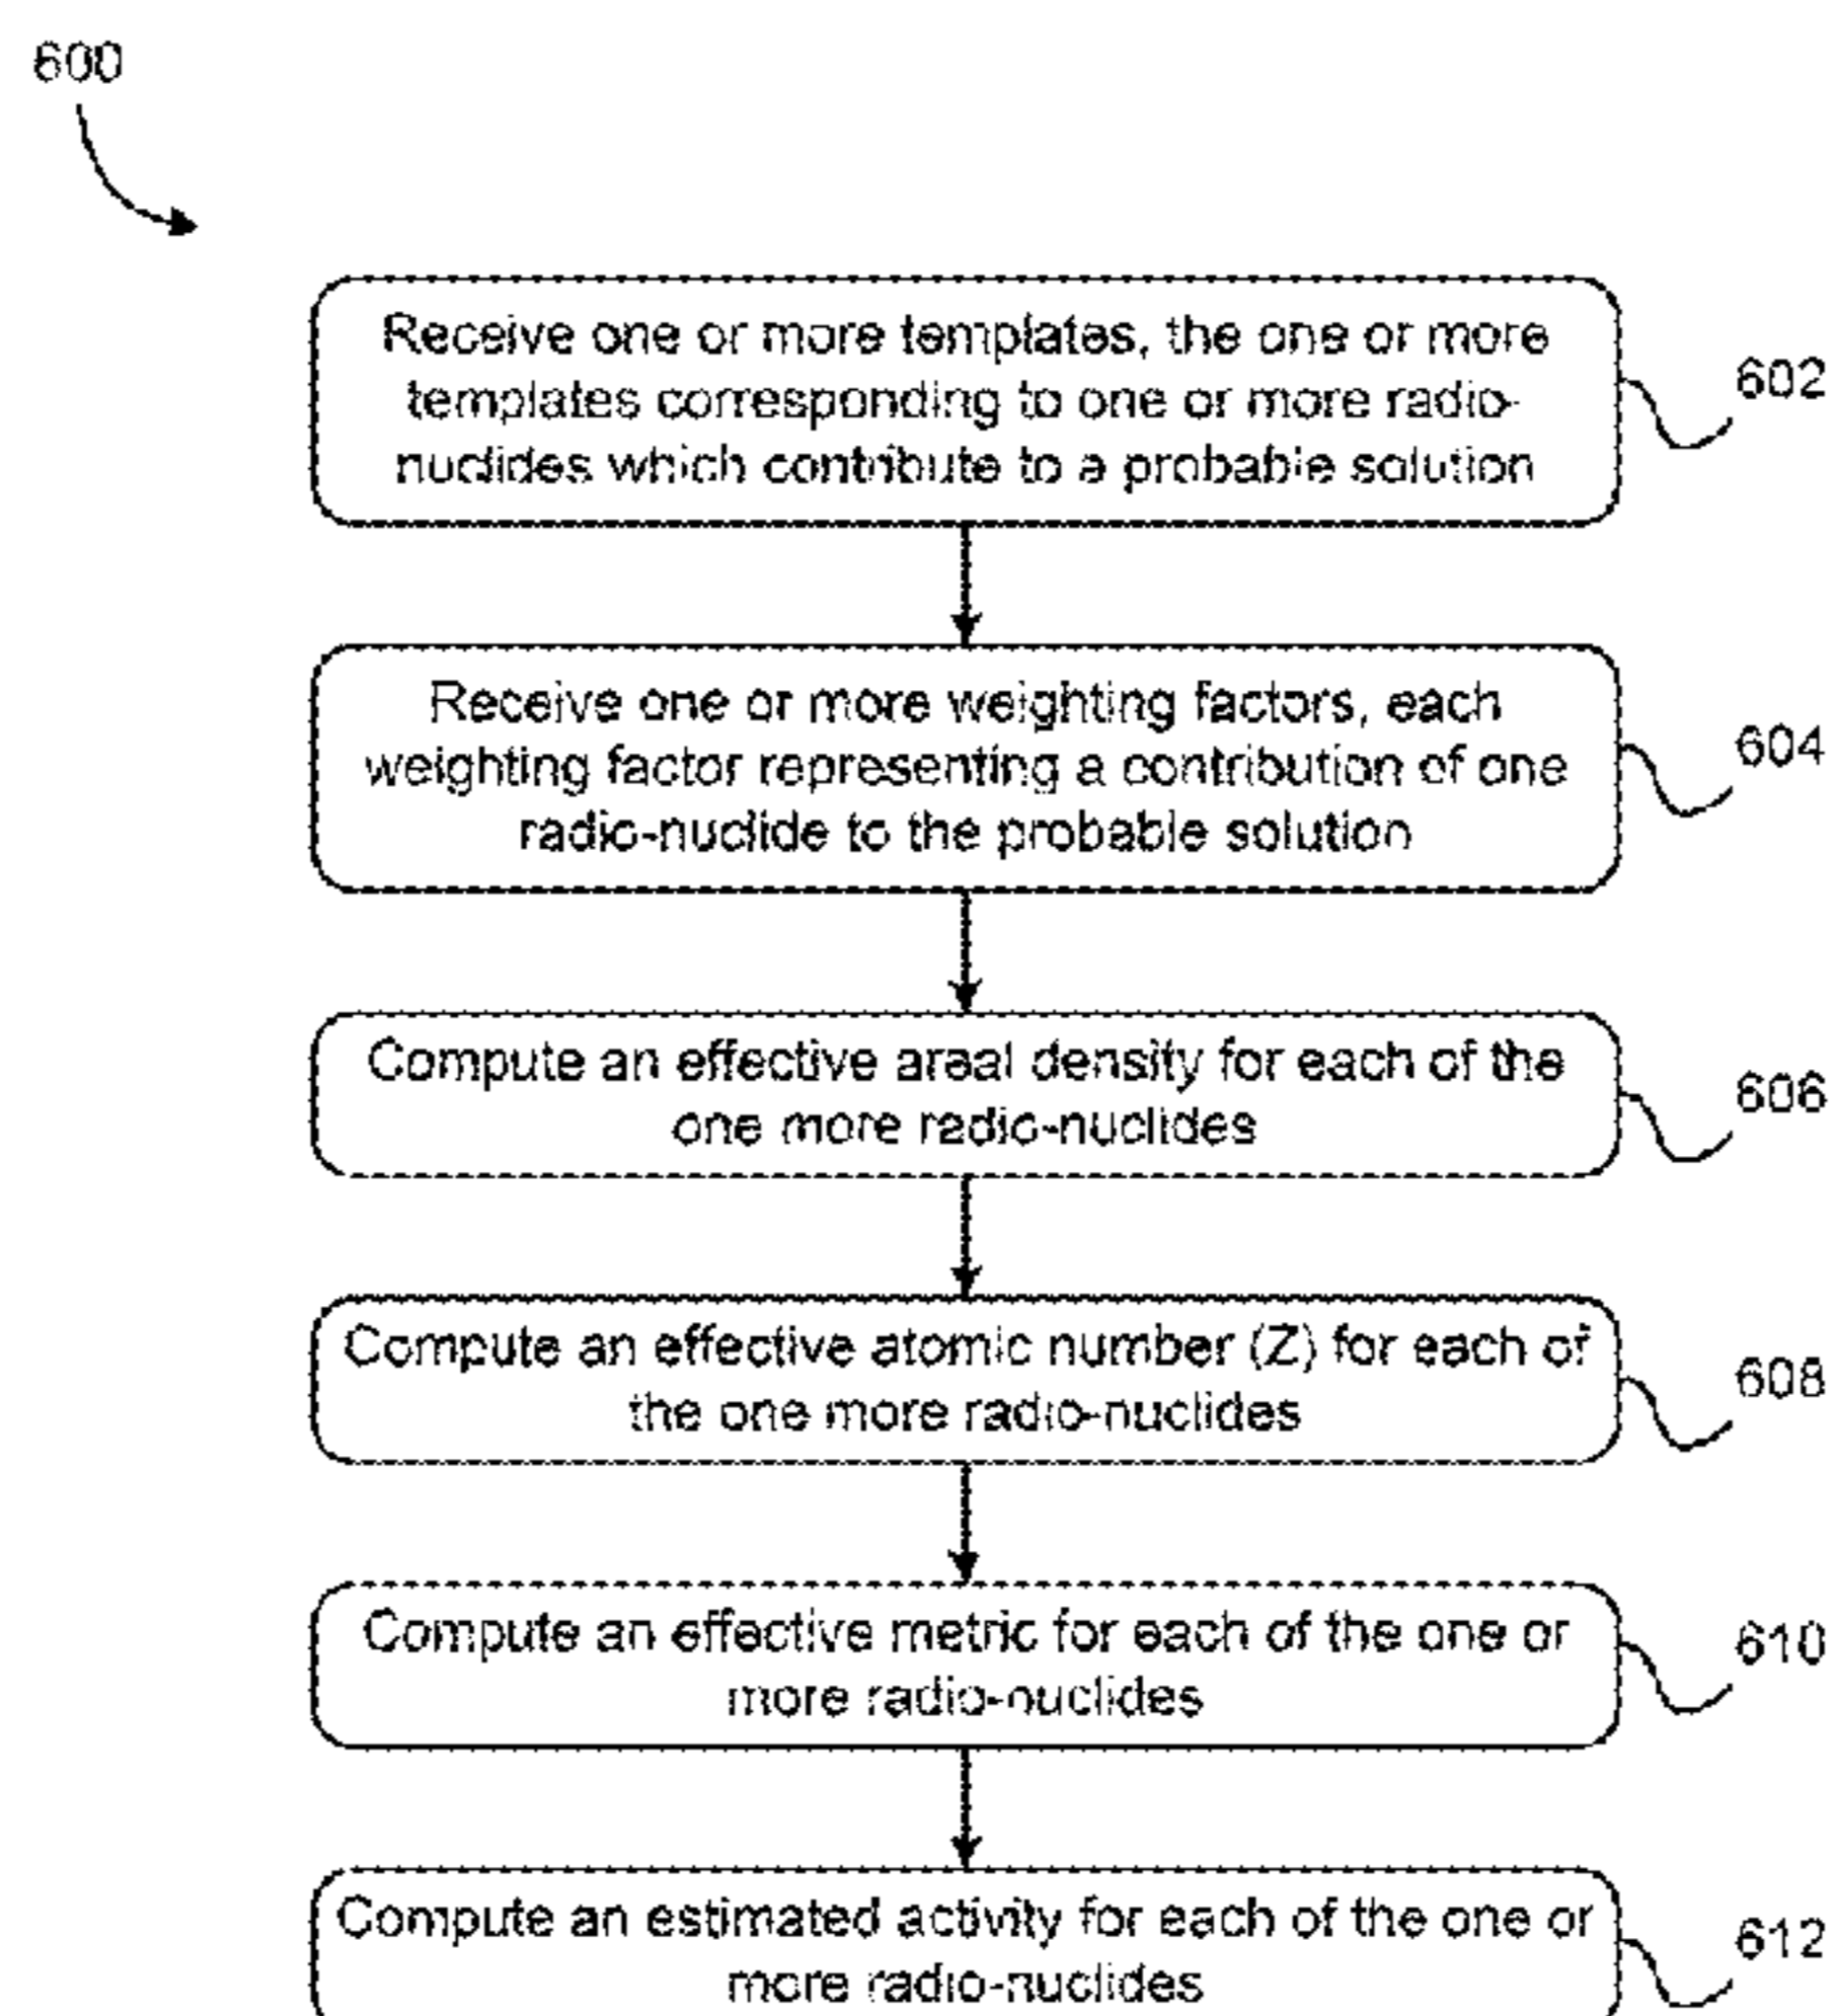 600
Receive one or more templates, the one or more
templates corresponding to one or more radio-
nuclides which contribute to a probable solution
602
Receive one or more weighting factors, each
weighting factor representing a contribution of one
radio-nuclide to the probable solution
604
Compute an effective areal density for each of the
one more radio-nuclides
606
Compute an effective atomic number (Z) for each of
the one more radio-nuclides
608
Compute an effective metric for each of the one or
more radio-nuclides
610
Compute an estimated activity for each of the one or
more radio-nuclides
612